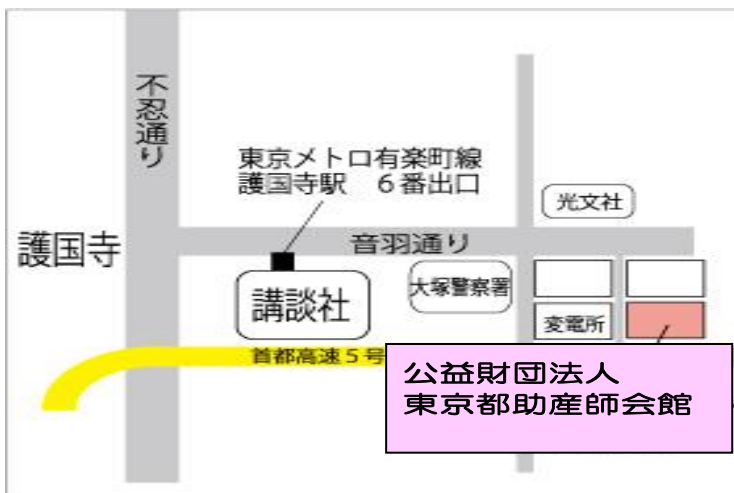 不忍通り
東京メトロ有楽町線
護国寺駅 6番出口
光文社
護国寺
音羽通り
講談社
大塚警察署
変電所
首都高速5号
公益財団法人
東京都助産師会館